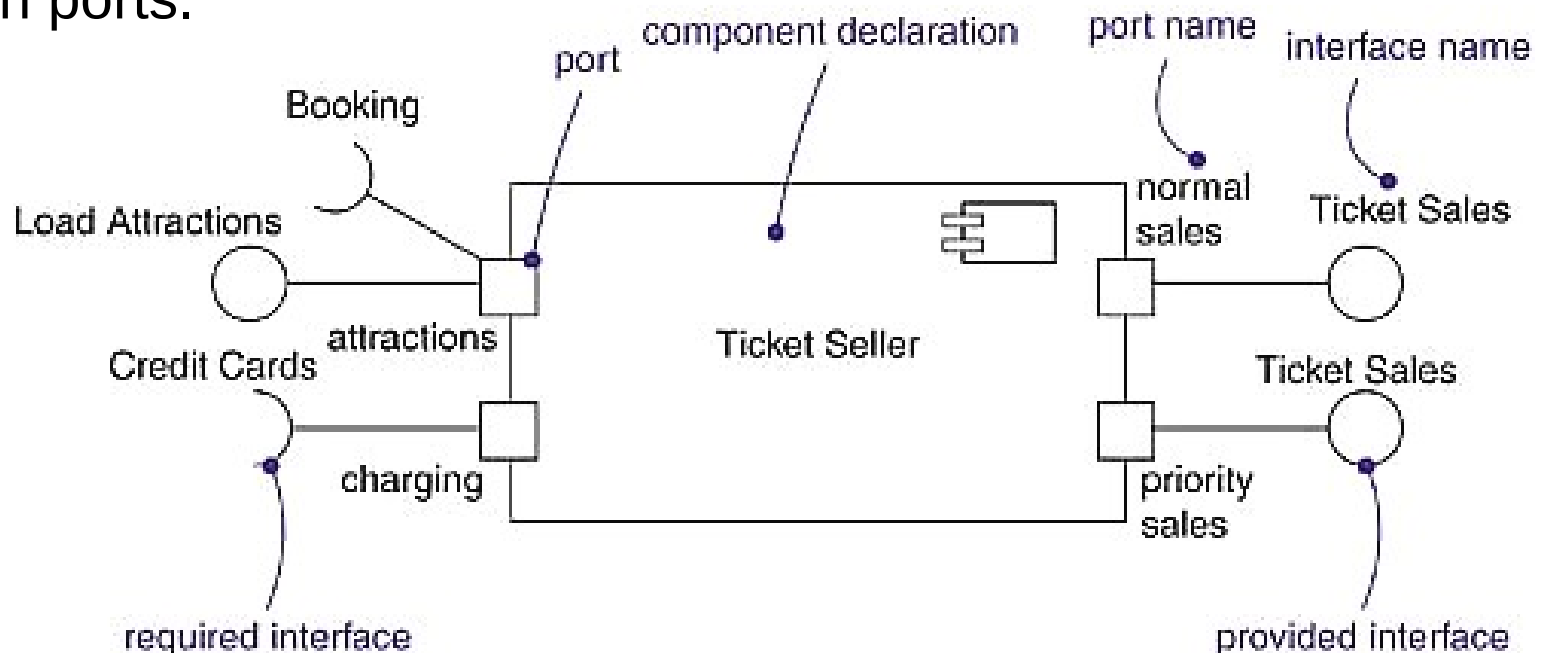 n ports.
component declaration
port name
interface name
port
Booking
normal
sales
Ticket Sales
Load Attractions
attractions
Ticket Seller
Credit Cards
Ticket Sales
charging
priority
sales
required interface
provided interface